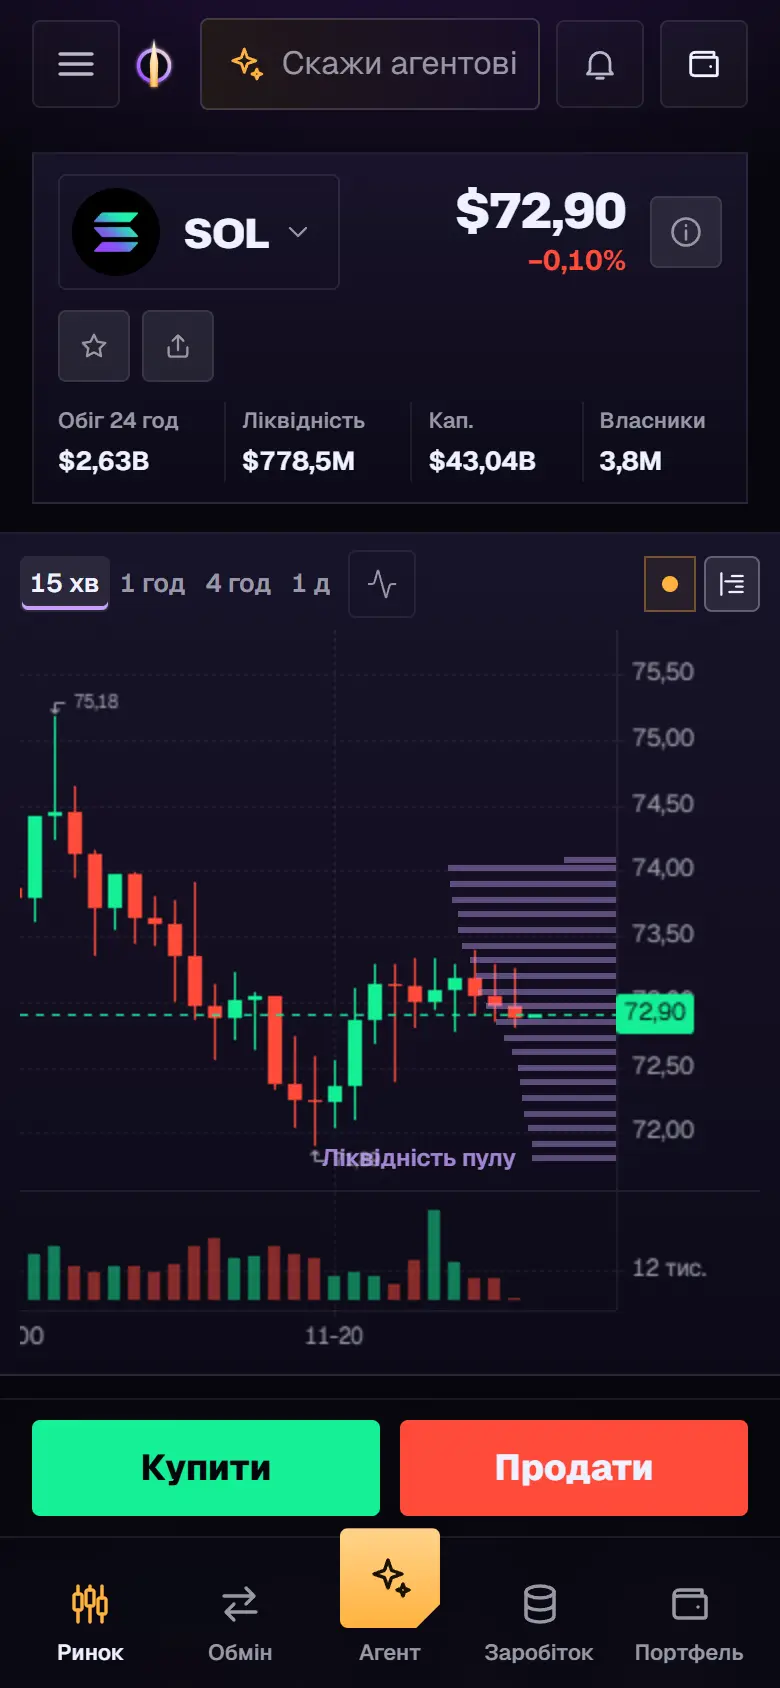 Скажи агентові
SOL
$72,90
−0,10%
Обіг 24 год
$2,63B
Ліквідність
$778,5M
Кап.
$43,04B
Власники
3,8M
15 хв 1 год 4 год 1 д
75,18
75,50
75,00
74,50
74,00
73,50
72,90
72,50
72,00
Ліквідність пулу
12 тис.
11-20
Купити
Продати
Ринок
Обмін
Агент
Заробіток
Портфель